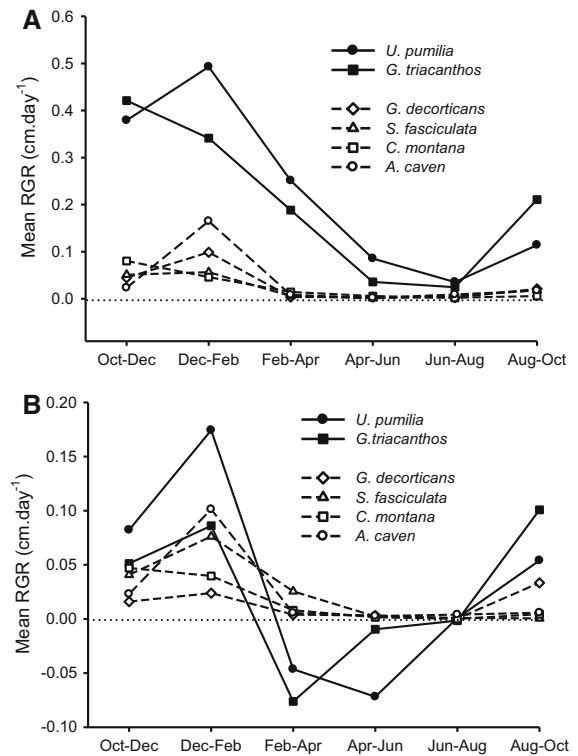 A
0.6
0.5
0.4
0.3
0.2
0.1
0.0
Mean RGR (cm.day-1)
U. pumilia
G. triacanthos
G. decorticans
S. fasciculata
C. montana
A. caven
Oct-Dec Dec-Feb Feb-Apr Apr-Jun Jun-Aug Aug-Oct
B
0.20
0.15
0.10
0.05
0.00
-0.05
-0.10
Mean RGR (cm.day-1)
U. pumilia
G.triacanthos
G. decorticans
S. fasciculata
C. montana
A. caven
Oct-Dec Dec-Feb Feb-Apr Apr-Jun Jun-Aug Aug-Oct